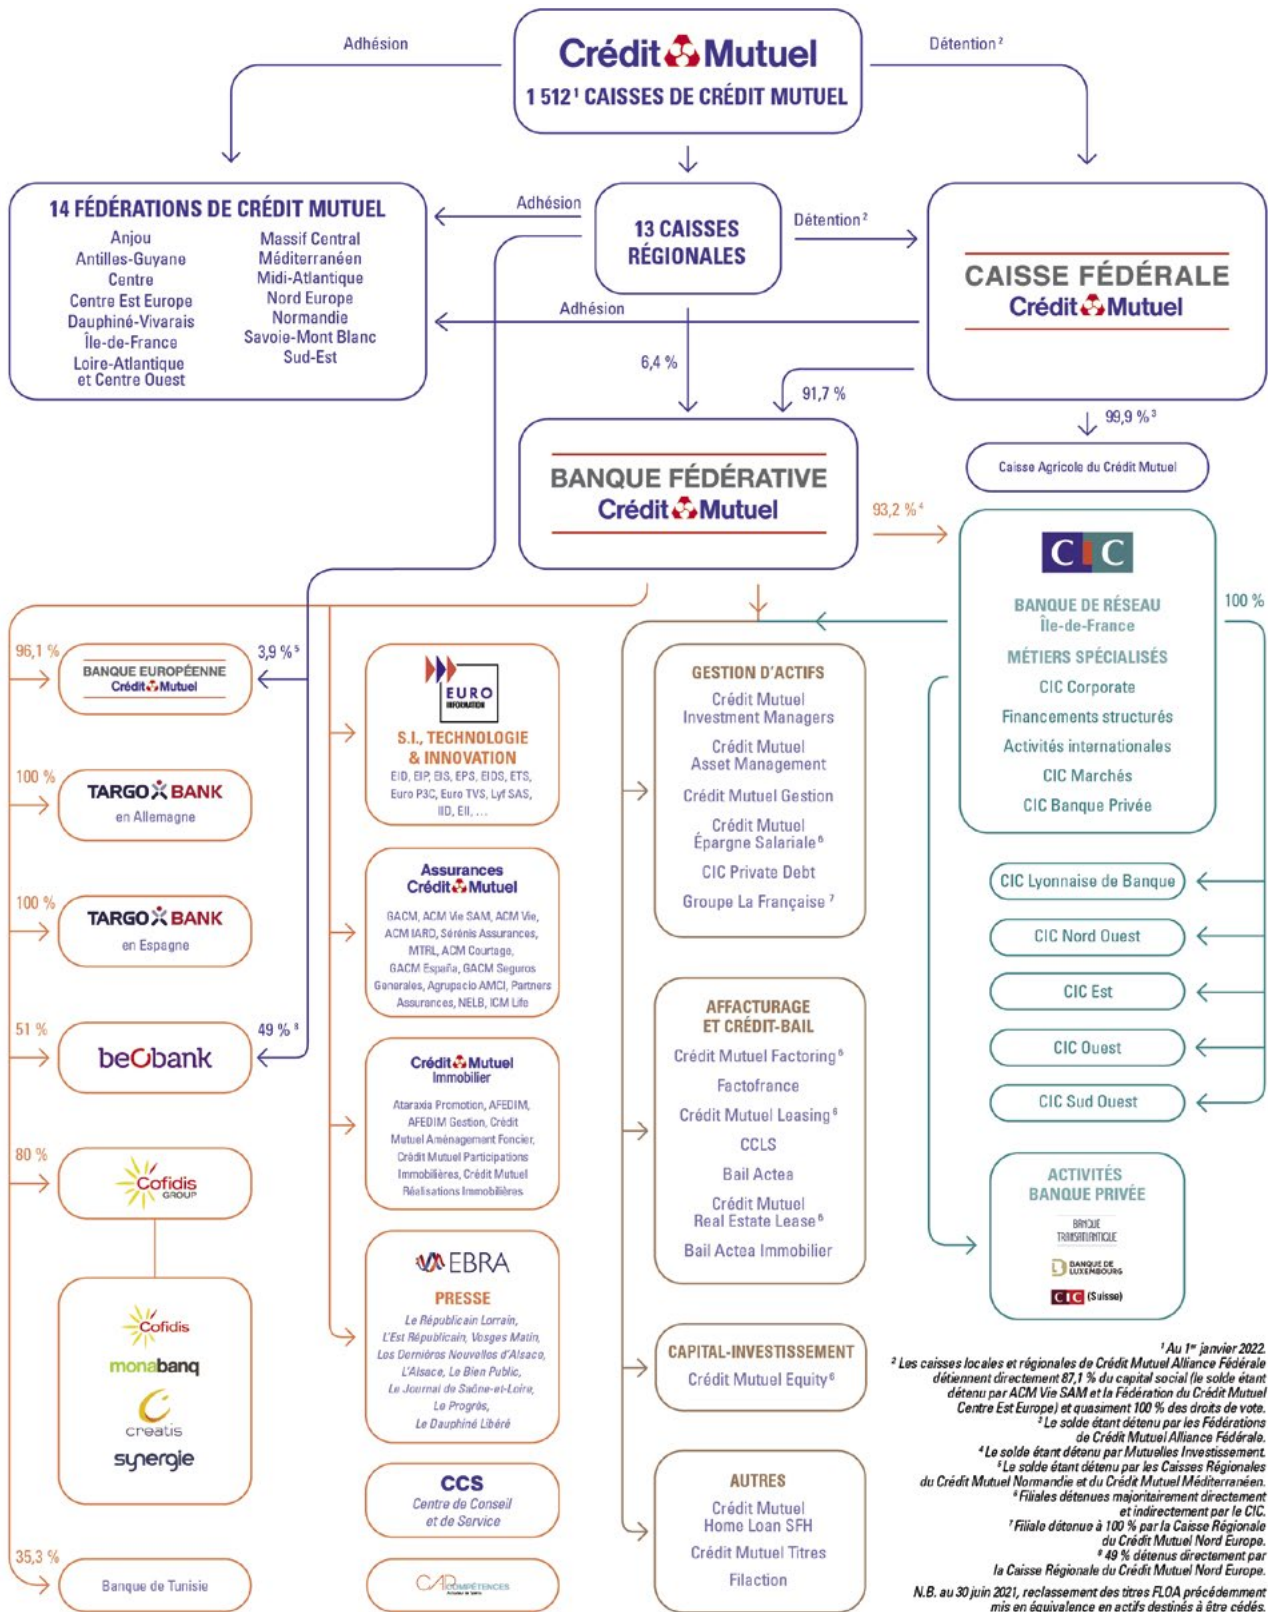 Crédit Mutuel
1 512¹ CAISSES DE CRÉDIT MUTUEL
Adhésion
Détention²
14 FÉDÉRATIONS DE CRÉDIT MUTUEL
Anjou
Antilles-Guyane
Centre
Centre Est Europe
Dauphiné-Vivarais
Île-de-France
Loire-Atlantique
et Centre Ouest
Massif Central
Méditerranéen
Midi-Atlantique
Nord Europe
Normandie
Savoie-Mont Blanc
Sud-Est
Adhésion
13 CAISSES
RÉGIONALES
Détention²
CAISSE FÉDÉRALE
Crédit Mutuel
Adhésion
6,4 %
91,7 %
99,9 %³
Caisse Agricole du Crédit Mutuel
BANQUE FÉDÉRATIVE
Crédit Mutuel
93,2 %⁴
CIC
BANQUE DE RÉSEAU
Île-de-France
MÉTIERS SPÉCIALISÉS
CIC Corporate
Financements structurés
Activités internationales
CIC Marchés
CIC Banque Privée
100 %
CIC Lyonnaise de Banque
CIC Nord Ouest
CIC Est
CIC Ouest
CIC Sud Ouest
ACTIVITÉS
BANQUE PRIVÉE
BANQUE
TRANSATLANTIQUE
BANQUE DE
LUXEMBOURG
CIC (Suisse)
96,1 %
BANQUE EUROPÉENNE
Crédit Mutuel
3,9 %⁵
100 %
TARGO BANK
en Allemagne
100 %
TARGO BANK
en Espagne
51 %
beobank
49 %⁸
80 %
Cofidis
GROUP
Cofidis
monabanq
creatis
synergie
35,3 %
Banque de Tunisie
EURO
INFORMATION
S.I., TECHNOLOGIE
& INNOVATION
EID, EIP, EIS, EPS, EIDS, ETS,
Euro P3C, Euro TVS, Lyf SAS,
IID, EII, ...
Assurances
Crédit Mutuel
GACM, ACM Vie SAM, ACM Vie,
ACM IARD, Sérénis Assurances,
MTRL, ACM Courtage,
GACM España, GACM Seguros
Generales, Agrupacio AMCI, Partners
Assurances, NELB, ICM Life
Crédit Mutuel
Immobilier
Ataraxia Promotion, AFEDIM,
AFEDIM Gestion, Crédit
Mutuel Aménagement Foncier,
Crédit Mutuel Participations
Immobilières, Crédit Mutuel
Réalisations Immobilières
EBRA
PRESSE
Le Républicain Lorrain,
L'Est Républicain, Vosges Matin,
Les Dernières Nouvelles d'Alsace,
L'Alsace, Le Bien Public,
Le Journal de Saône-et-Loire,
Le Progrès,
Le Dauphiné Libéré
CCS
Centre de Conseil
et de Service
CAP COMPÉTENCES
GESTION D'ACTIFS
Crédit Mutuel
Investment Managers
Crédit Mutuel
Asset Management
Crédit Mutuel Gestion
Crédit Mutuel
Épargne Salariale⁶
CIC Private Debt
Groupe La Française ⁷
AFFACTURAGE
ET CRÉDIT-BAIL
Crédit Mutuel Factoring⁶
Factofrance
Crédit Mutuel Leasing⁶
CCLS
Bail Actea
Crédit Mutuel
Real Estate Lease⁶
Bail Actea Immobilier
CAPITAL-INVESTISSEMENT
Crédit Mutuel Equity⁶
AUTRES
Crédit Mutuel
Home Loan SFH
Crédit Mutuel Titres
Filaction
¹ Au 1er janvier 2022.
² Les caisses locales et régionales de Crédit Mutuel Alliance Fédérale
détiennent directement 87,1 % du capital social (le solde étant
détenu par ACM Vie SAM et la Fédération du Crédit Mutuel
Centre Est Europe) et quasiment 100 % des droits de vote.
³ Le solde étant détenu par les Fédérations
de Crédit Mutuel Alliance Fédérale.
⁴ Le solde étant détenu par Mutuelles Investissement.
⁵ Le solde étant détenu par les Caisses Régionales
du Crédit Mutuel Normandie et du Crédit Mutuel Méditerranéen.
⁶ Filiales détenues majoritairement directement
et indirectement par le CIC.
⁷ Filiale détenue à 100 % par la Caisse Régionale
du Crédit Mutuel Nord Europe.
⁸ 49 % détenus directement par
la Caisse Régionale du Crédit Mutuel Nord Europe.
N.B. au 30 juin 2021, reclassement des titres FLOA précédemment
mis en équivalence en actifs destinés à être cédés.